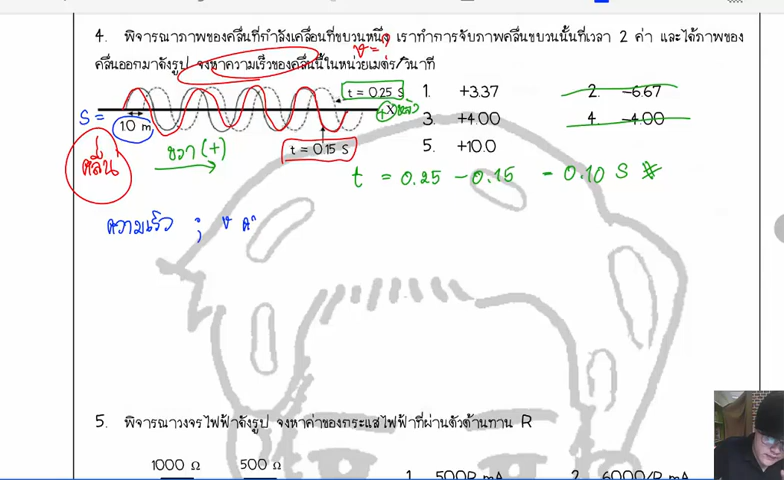 4. พิจารณาภาพของคลื่นที่กำลังเคลื่อนที่ขบวนหนึ่ง เราทำการจับภาพคลื่นขบวนนั้นที่เวลา 2 ค่า และได้ภาพของ
คลื่นออกมาดังรูป จงหาความเร็วของคลื่นนี้ในหน่วยเมตร/วินาที
v = ?
t = 0.25 S
1. +3.37
2. -6.67
S =
+X
1.0 m
3. +4.00
4. -4.00
ขวา (+)
t = 0.15 S
5. +10.0
คลื่น
t = 0.25 - 0.15 - 0.10 S
ความเร็ว ; v
5. พิจารณาวงจรไฟฟ้าดังรูป จงหาค่าของกระแสไฟฟ้าที่ผ่านตัวต้านทาน R
1000 Ω 500 Ω
1. 500R mA
2. 6000/R mA